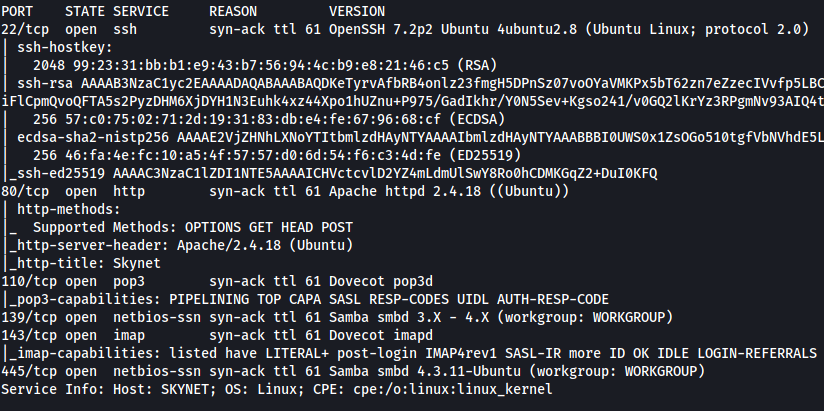 PORT    STATE SERVICE     REASON         VERSION
22/tcp  open  ssh         syn-ack ttl 61 OpenSSH 7.2p2 Ubuntu 4ubuntu2.8 (Ubuntu Linux; protocol 2.0)
| ssh-hostkey:
|   2048 99:23:31:bb:b1:e9:43:b7:56:94:4c:b9:e8:21:46:c5 (RSA)
| ssh-rsa AAAAB3NzaC1yc2EAAAADAQABAAABAQDKeTyrvAfbRB4onlz23fmgH5DPnSz07voOYaVMKPx5bT62zn7eZzecIVvfp5LBC
iFlCpmQvoQFTA5s2PyzDHM6XjDYH1N3Euhk4xz44Xpo1hUZnu+P975/GadIkhr/Y0N5Sev+Kgso241/v0GQ2lKrYz3RPgmNv93AIQ4t
|   256 57:c0:75:02:71:2d:19:31:83:db:e4:fe:67:96:68:cf (ECDSA)
| ecdsa-sha2-nistp256 AAAAE2VjZHNhLXNoYTItbmlzdHAyNTYAAAAIbmlzdHAyNTYAAABBBI0UWS0x1ZsOGo510tgfVbNVhdE5L
|   256 46:fa:4e:fc:10:a5:4f:57:57:d0:6d:54:f6:c3:4d:fe (ED25519)
|_ssh-ed25519 AAAAC3NzaC1lZDI1NTE5AAAAICHVctcvlD2YZ4mLdmUlSwY8Ro0hCDMKGqZ2+DuI0KFQ
80/tcp  open  http        syn-ack ttl 61 Apache httpd 2.4.18 ((Ubuntu))
| http-methods:
|_  Supported Methods: OPTIONS GET HEAD POST
|_http-server-header: Apache/2.4.18 (Ubuntu)
|_http-title: Skynet
110/tcp open  pop3        syn-ack ttl 61 Dovecot pop3d
|_pop3-capabilities: PIPELINING TOP CAPA SASL RESP-CODES UIDL AUTH-RESP-CODE
139/tcp open  netbios-ssn syn-ack ttl 61 Samba smbd 3.X - 4.X (workgroup: WORKGROUP)
143/tcp open  imap        syn-ack ttl 61 Dovecot imapd
|_imap-capabilities: listed have LITERAL+ post-login IMAP4rev1 SASL-IR more ID OK IDLE LOGIN-REFERRALS
445/tcp open  netbios-ssn syn-ack ttl 61 Samba smbd 4.3.11-Ubuntu (workgroup: WORKGROUP)
Service Info: Host: SKYNET; OS: Linux; CPE: cpe:/o:linux:linux_kernel